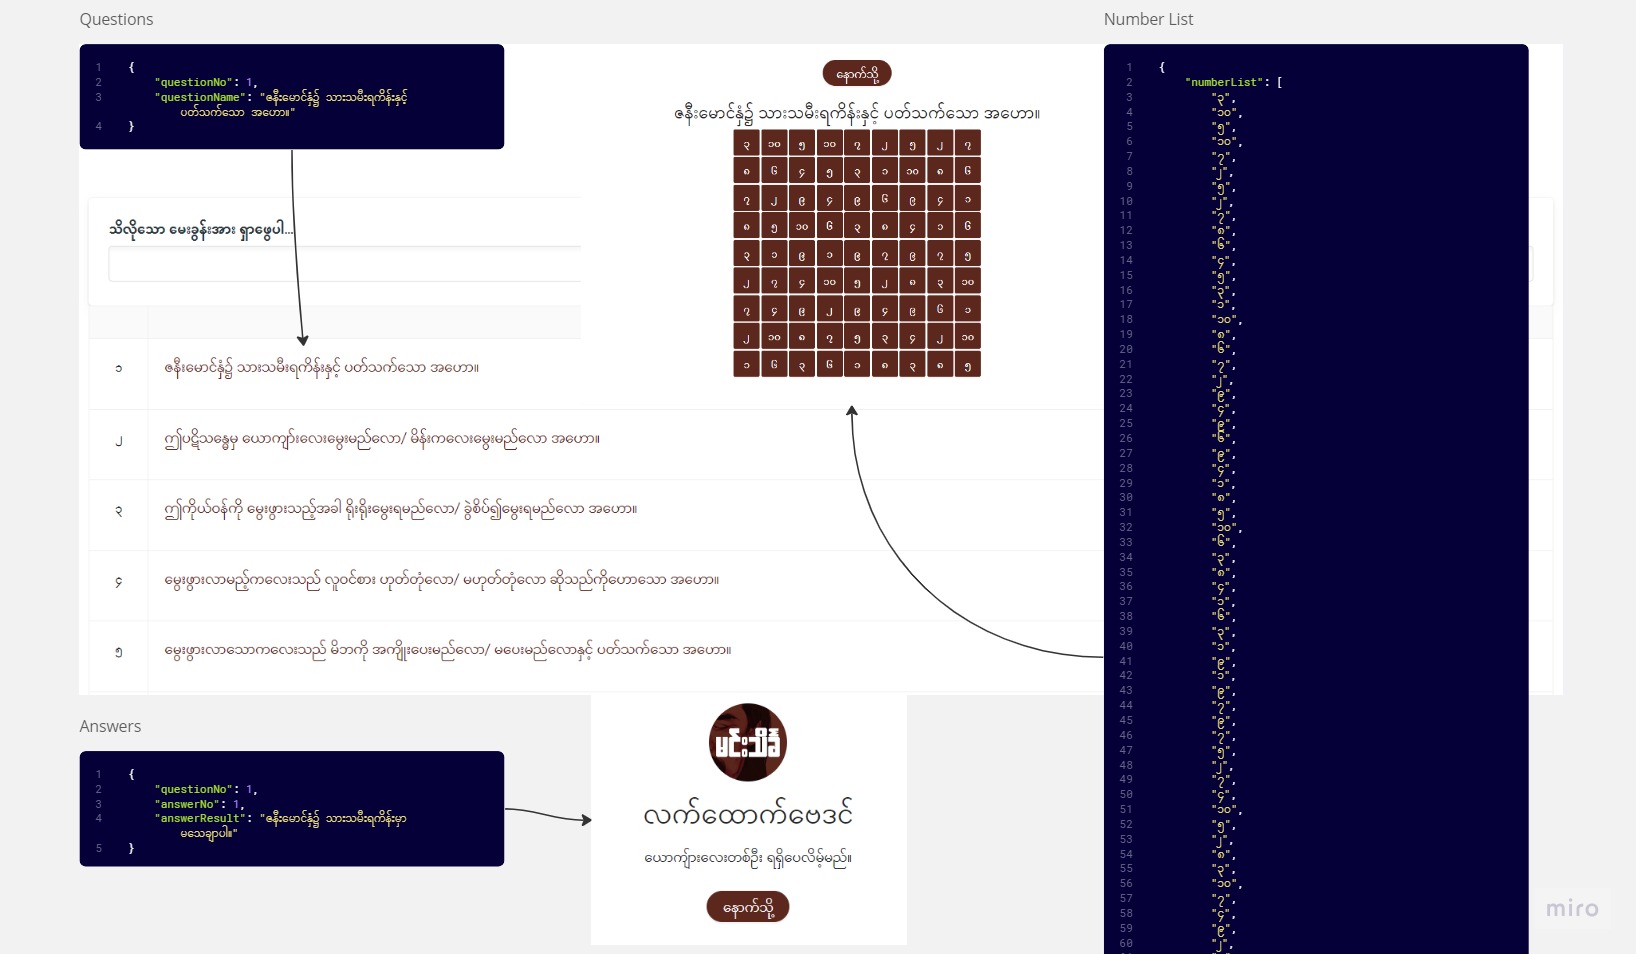 Questions
1 {
2 "questionNo": 1,
3 "questionName": "ဇနီးမောင်နှံ၌ သားသမီးရကိန်းနှင့်
ပတ်သက်သော အဟော။"
4 }
သိလိုသော မေးခွန်းအား ရှာဖွေပါ...
၁ ဇနီးမောင်နှံ၌ သားသမီးရကိန်းနှင့် ပတ်သက်သော အဟော။
၂ ဤပဋိသန္ဓေမှ ယောကျာ်းလေးမွေးမည်လော/ မိန်းကလေးမွေးမည်လော အဟော။
၃ ဤကိုယ်ဝန်ကို မွေးဖွားသည့်အခါ ရိုးရိုးမွေးရမည်လော/ ခွဲစိပ်၍မွေးရမည်လော အဟော။
၄ မွေးဖွားလာမည့်ကလေးသည် လူဝင်စား ဟုတ်တုံလော/ မဟုတ်တုံလော ဆိုသည်ကိုဟောသော အဟော။
၅ မွေးဖွားလာသောကလေးသည် မိဘကို အကျိုးပေးမည်လော/ မပေးမည်လောနှင့် ပတ်သက်သော အဟော။
နောက်သို့
ဇနီးမောင်နှံ၌ သားသမီးရကိန်းနှင့် ပတ်သက်သော အဟော။
၃ ၁၀ ၅ ၁၀ ၇ ၂ ၅ ၂ ၇
၈ ၆ ၄ ၅ ၃ ၁ ၁၀ ၈ ၆
၇ ၂ ၉ ၄ ၉ ၆ ၉ ၄ ၁
၈ ၅ ၁၀ ၆ ၃ ၈ ၄ ၁ ၆
၃ ၁ ၉ ၁ ၉ ၇ ၉ ၇ ၅
၂ ၇ ၄ ၁၀ ၅ ၂ ၈ ၃ ၁၀
၇ ၄ ၉ ၂ ၉ ၄ ၉ ၆ ၁
၂ ၁၀ ၈ ၇ ၅ ၃ ၄ ၂ ၁၀
၁ ၆ ၃ ၆ ၁ ၈ ၃ ၈ ၅
Answers
1 {
2 "questionNo": 1,
3 "answerNo": 1,
4 "answerResult": "ဇနီးမောင်နှံ၌ သားသမီးရကိန်းမှာ
မသေချာပါ။"
5 }
မင်းသိခံ
လက်ထောက်ဗေဒင်
ယောကျ်ားလေးတစ်ဦး ရရှိပေလိမ့်မည်။
နောက်သို့
Number List
1 {
2 "numberList": [
3 "၃",
4 "၁၀",
5 "၅",
6 "၁၀",
7 "၇",
8 "၂",
9 "၅",
10 "၂",
11 "၇",
12 "၈",
13 "၆",
14 "၄",
15 "၅",
16 "၃",
17 "၁",
18 "၁၀",
19 "၈",
20 "၆",
21 "၇",
22 "၂",
23 "၉",
24 "၄",
25 "၉",
26 "၆",
27 "၉",
28 "၄",
29 "၁",
30 "၈",
31 "၅",
32 "၁၀",
33 "၆",
34 "၃",
35 "၈",
36 "၄",
37 "၁",
38 "၆",
39 "၃",
40 "၁",
41 "၉",
42 "၁",
43 "၉",
44 "၇",
45 "၉",
46 "၇",
47 "၅",
48 "၂",
49 "၇",
50 "၄",
51 "၁၀",
52 "၅",
53 "၂",
54 "၈",
55 "၃",
56 "၁၀",
57 "၇",
58 "၄",
59 "၉",
60 "၂",
miro